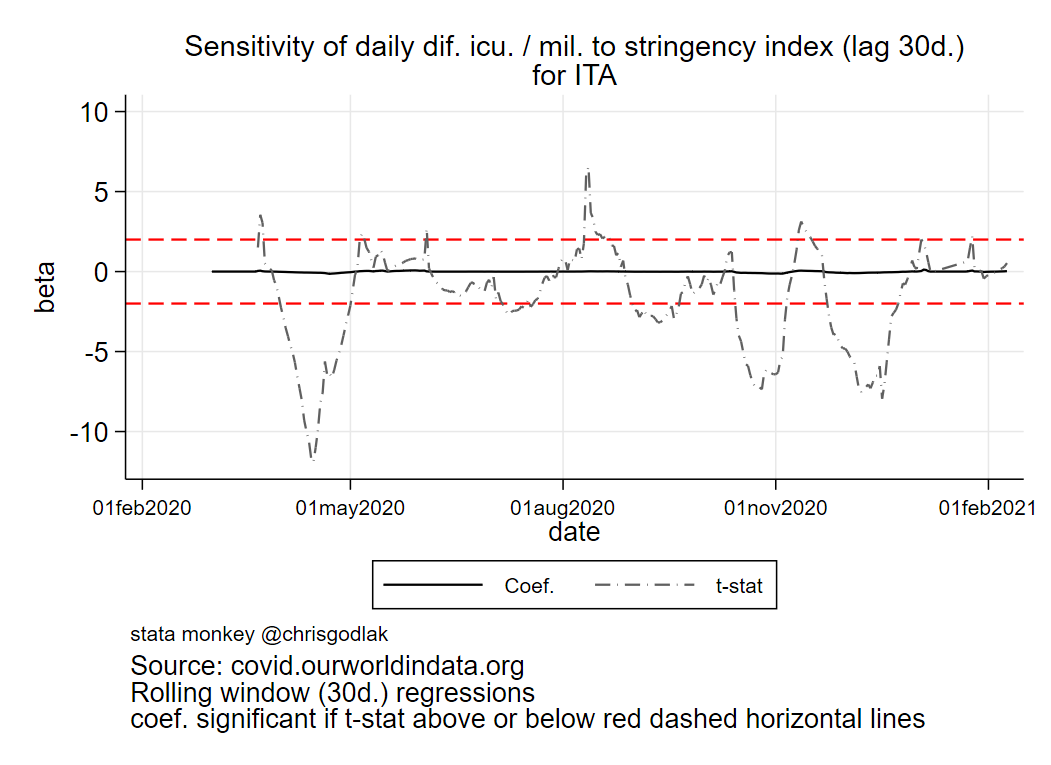 Sensitivity of daily dif. icu. / mil. to stringency index (lag 30d.)
for ITA
beta
10
5
0
-5
-10
01feb2020
01may2020
01aug2020
01nov2020
01feb2021
date
Coef.
t-stat
stata monkey @chrisgodlak
Source: covid.ourworldindata.org
Rolling window (30d.) regressions
coef. significant if t-stat above or below red dashed horizontal lines